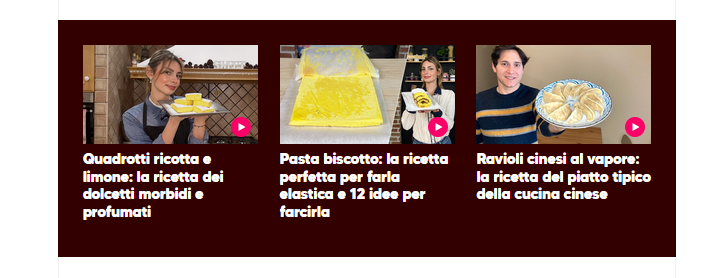 Quadrotti ricotta e
limone: la ricetta dei
dolcetti morbidi e
profumati
Pasta biscotto: la ricetta
perfetta per farla
elastica e 12 idee per
farcirla
Ravioli cinesi al vapore:
la ricetta del piatto tipico
della cucina cinese